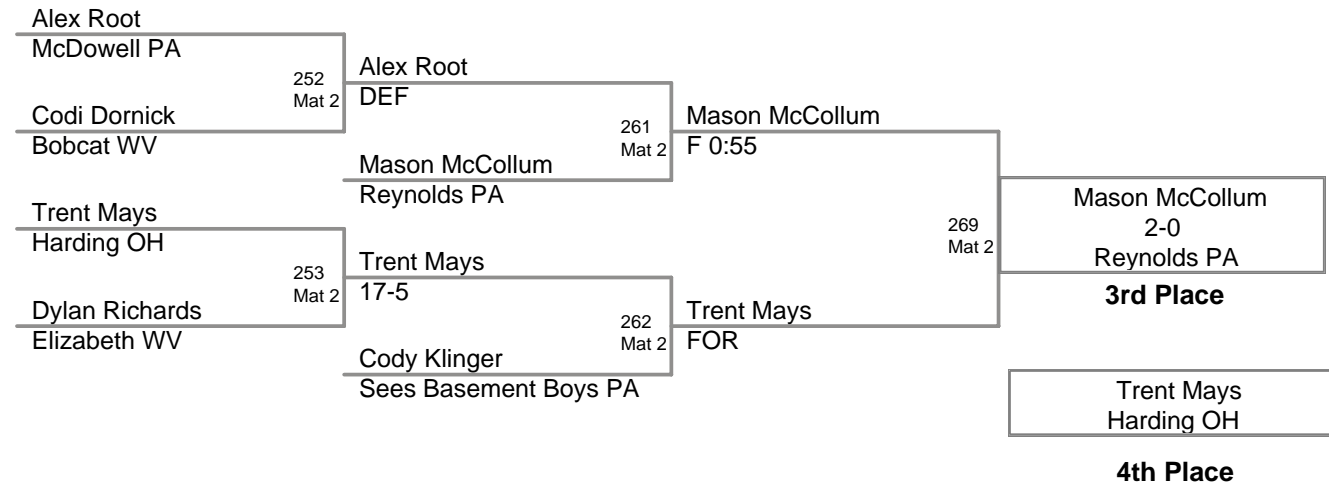 Alex Root
McDowell PA
252
Mat 2
Codi Dornick
Bobcat WV
Alex Root
DEF
261
Mat 2
Mason McCollum
Reynolds PA
Mason McCollum
F 0:55
Trent Mays
Harding OH
253
Mat 2
Dylan Richards
Elizabeth WV
Trent Mays
17-5
262
Mat 2
Cody Klinger
Sees Basement Boys PA
Trent Mays
FOR
269
Mat 2
Mason McCollum
2-0
Reynolds PA
3rd Place
Trent Mays
Harding OH
4th Place